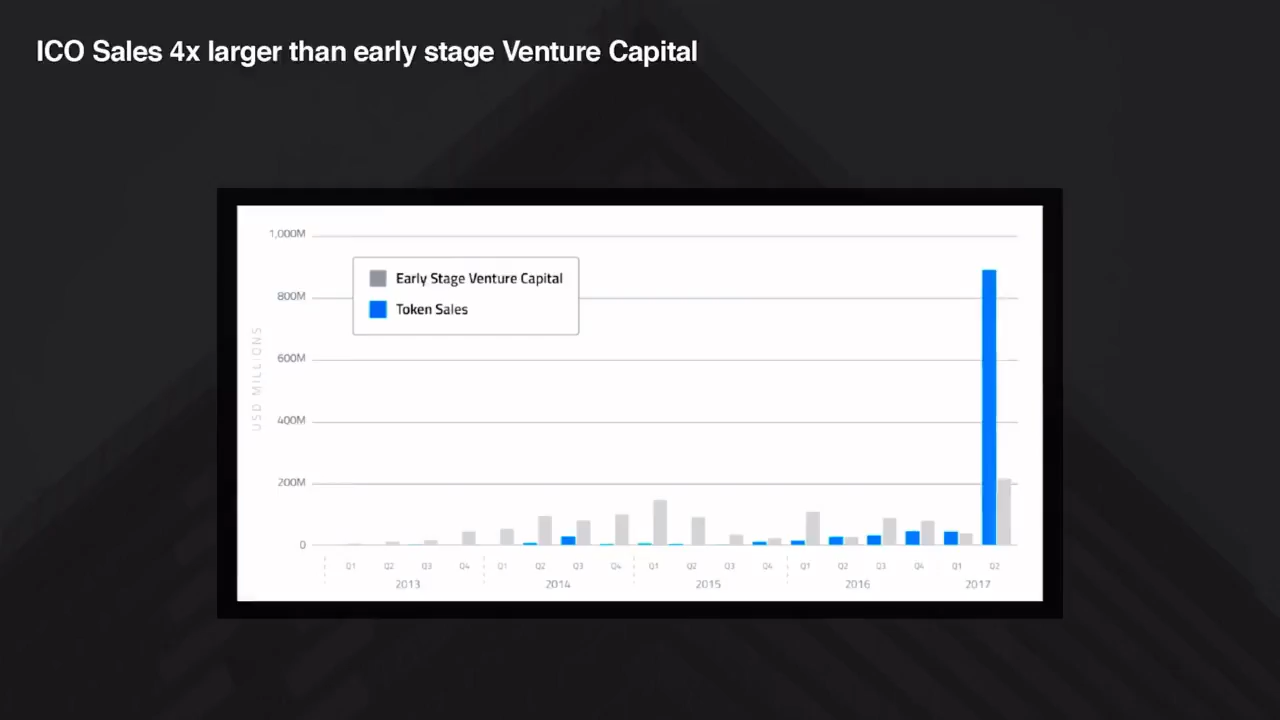 ICO Sales 4x larger than early stage Venture Capital
1,000M
Early Stage Venture Capital
800M
Token Sales
600M
USD MILLIONS
400M
200M
0
Q1 Q2 Q3 Q4 Q1 Q2 Q3 Q4 Q1 Q2 Q3 Q4 Q1 Q2 Q3 Q4 Q1 Q2
2013 2014 2015 2016 2017